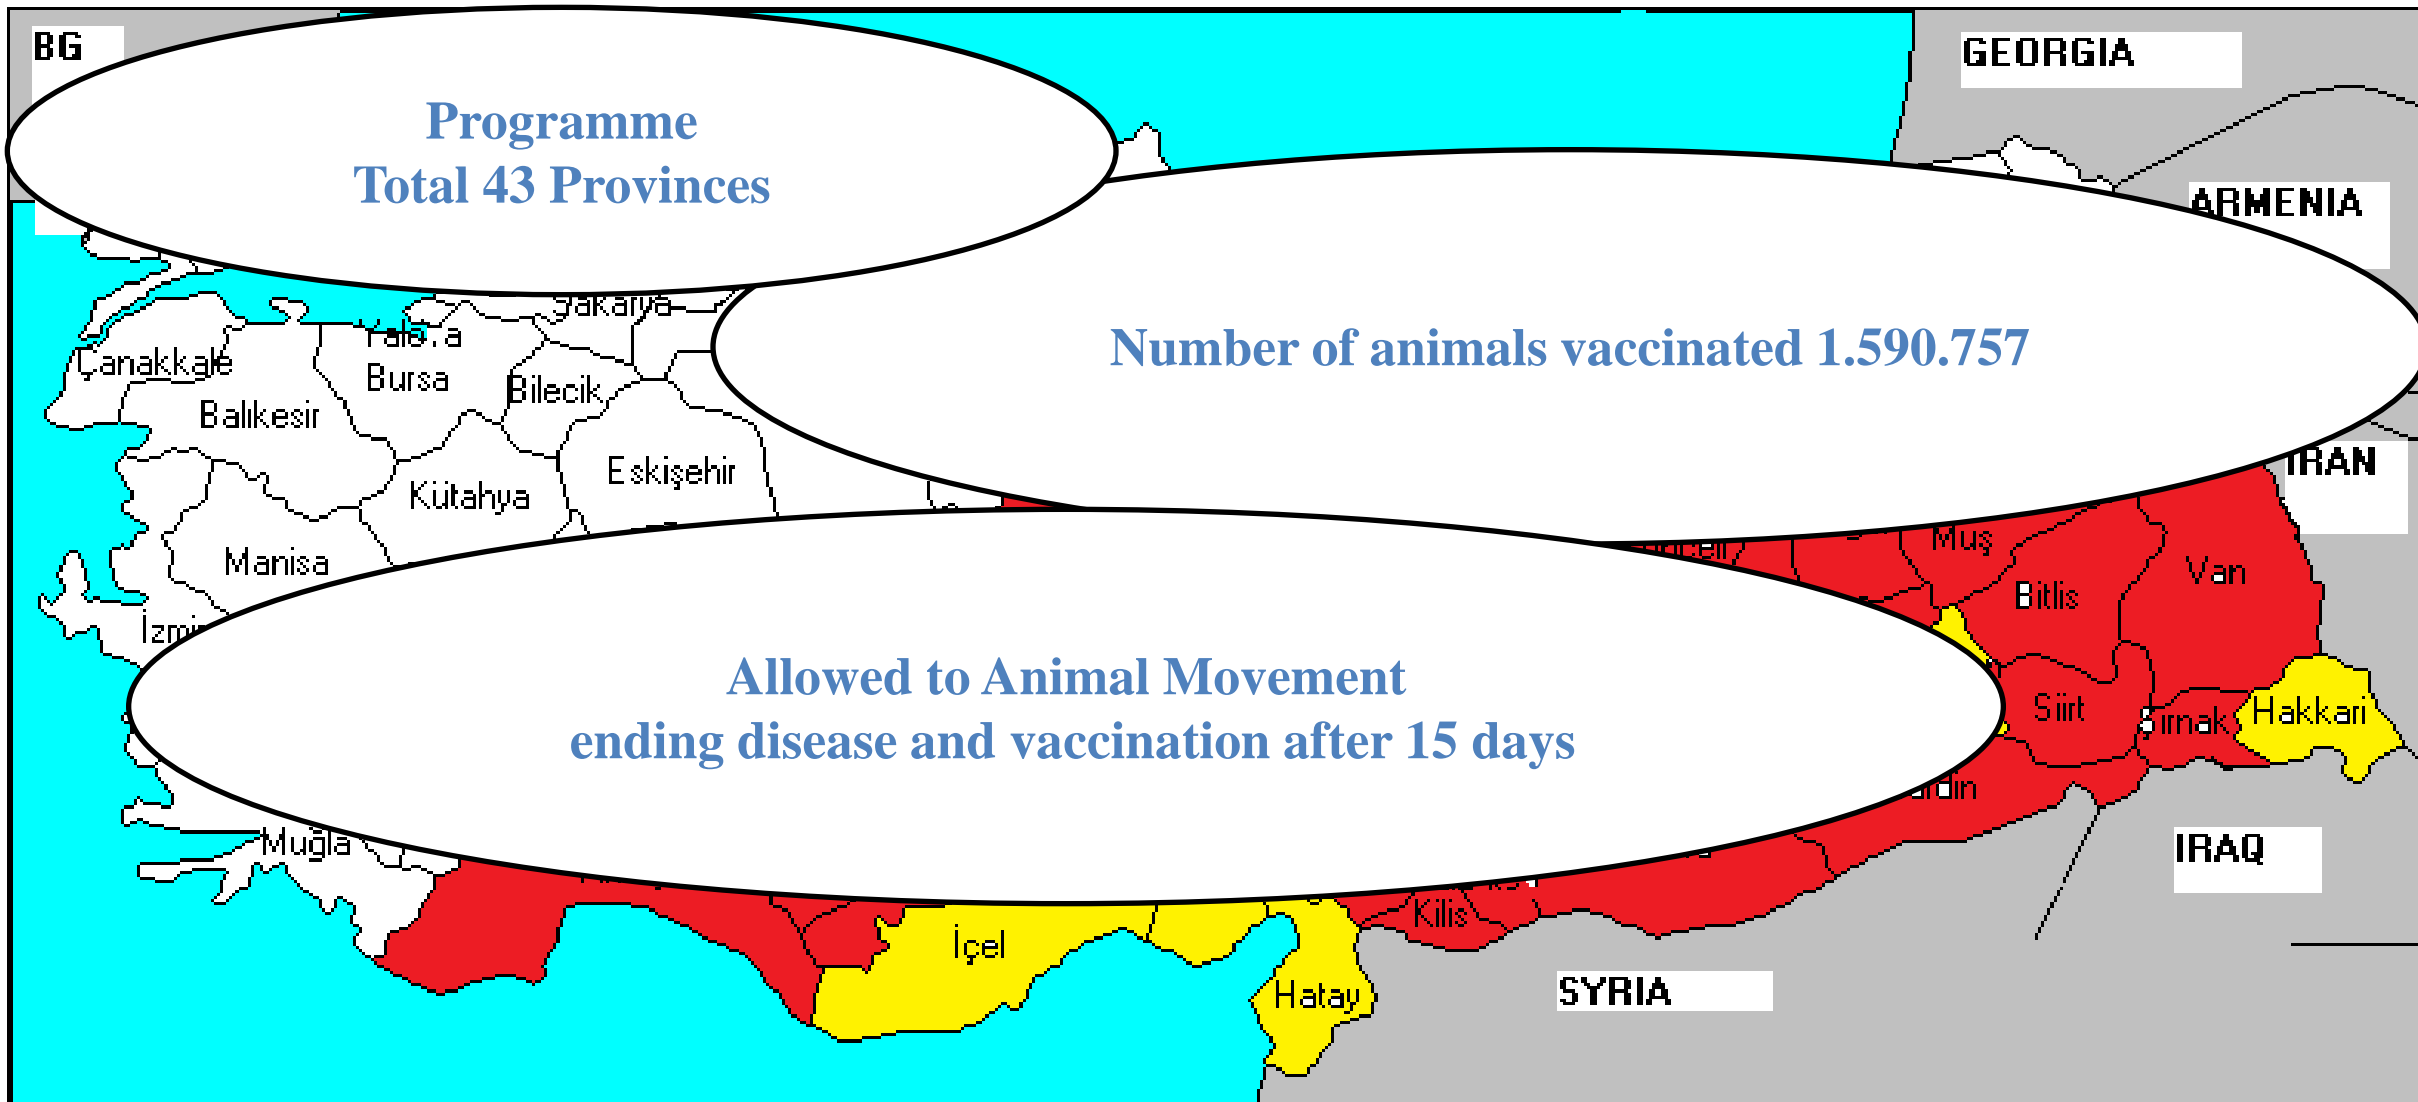 BG
GEORGIA
Programme
Total 43 Provinces
ARMENIA
Number of animals vaccinated 1.590.757
Çanakkale
Bursa
Bilecik
Balıkesir
Eskişehir
Kütahya
IRAN
Manisa
Muş
Van
Bitlis
Allowed to Animal Movement
ending disease and vaccination after 15 days
Siirt
Şırnak
Hakkari
Muğla
IRAQ
Kilis
İçel
Hatay
SYRIA